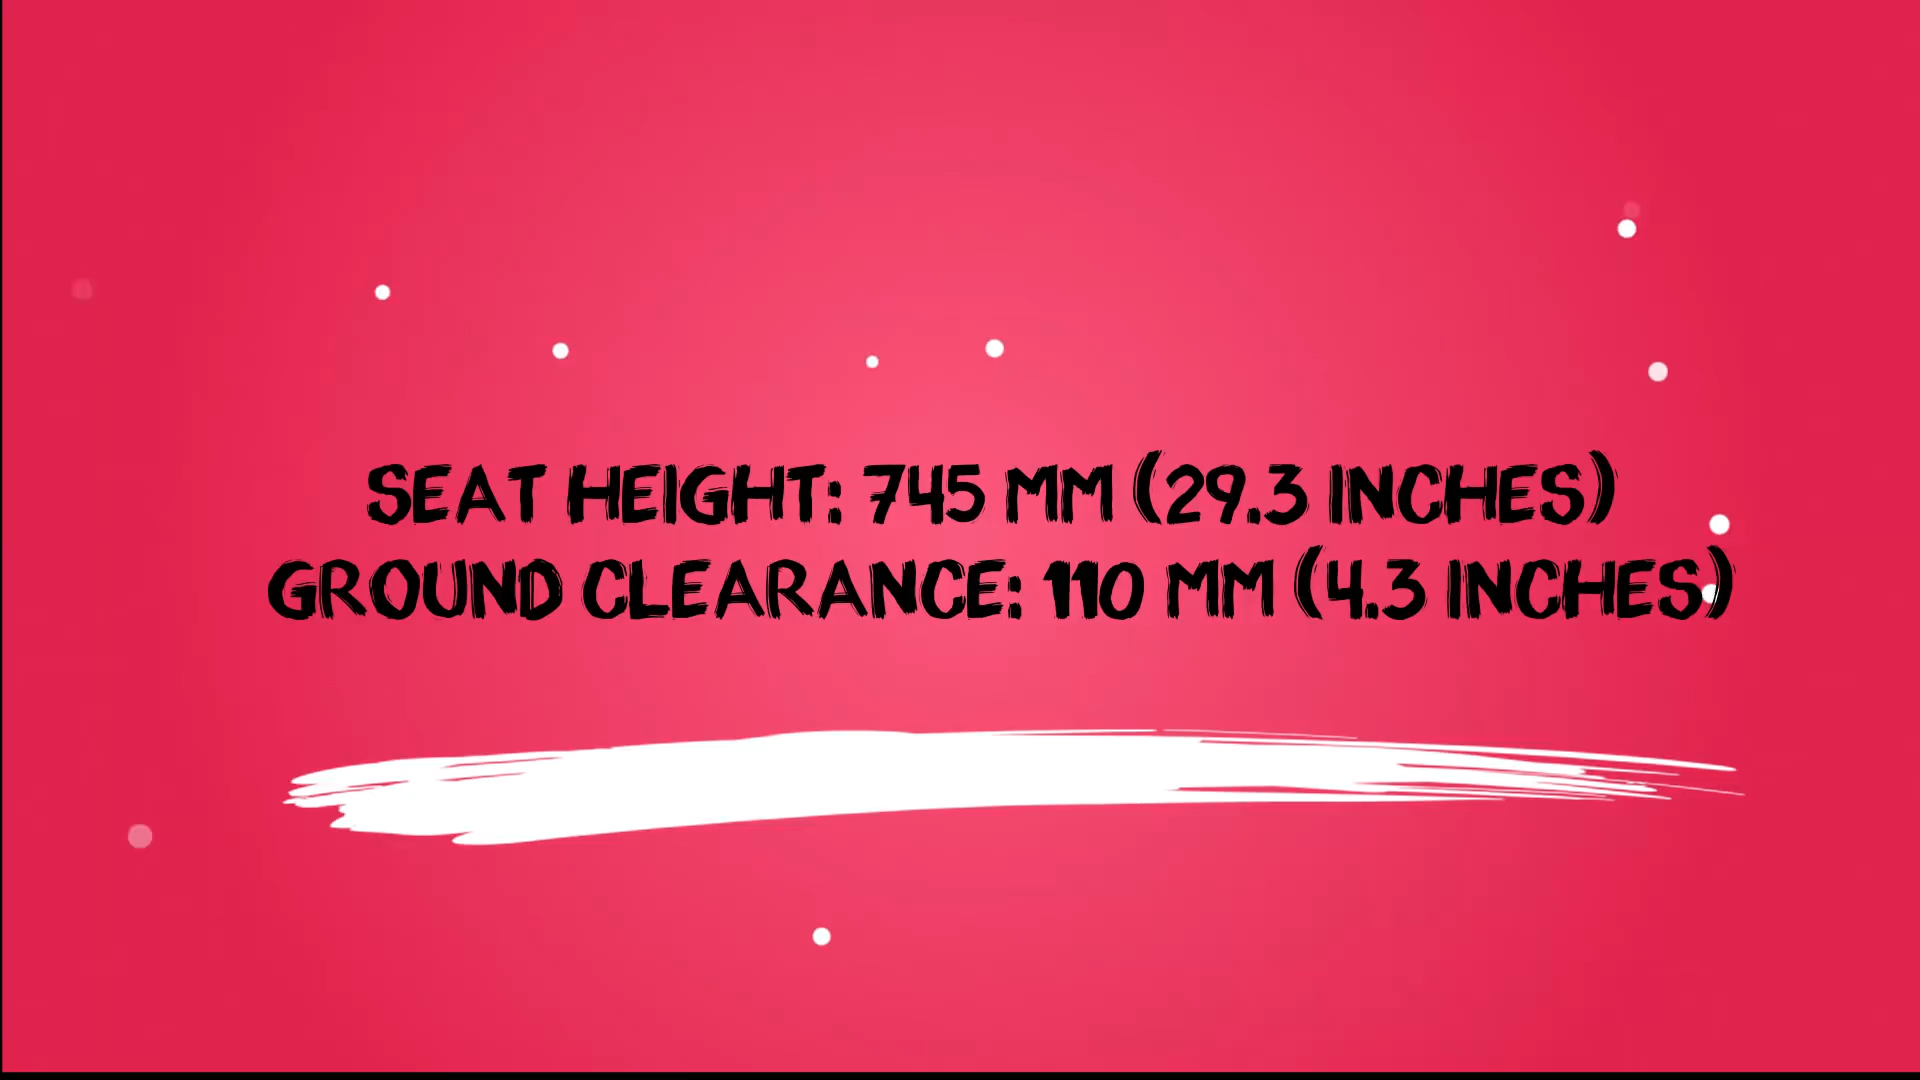 SEAT HEIGHT: 745 MM (29.3 INCHES)
GROUND CLEARANCE: 110 MM (4.3 INCHES)